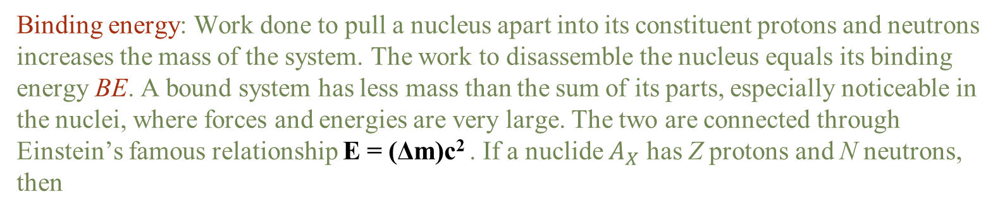 Binding energy: Work done to pull a nucleus apart into its constituent protons and neutrons
increases the mass of the system. The work to disassemble the nucleus equals its binding
energy BE. A bound system has less mass than the sum of its parts, especially noticeable in
the nuclei, where forces and energies are very large. The two are connected through
Einstein’s famous relationship E = (Δm)c² . If a nuclide Aₓ has Z protons and N neutrons,
then